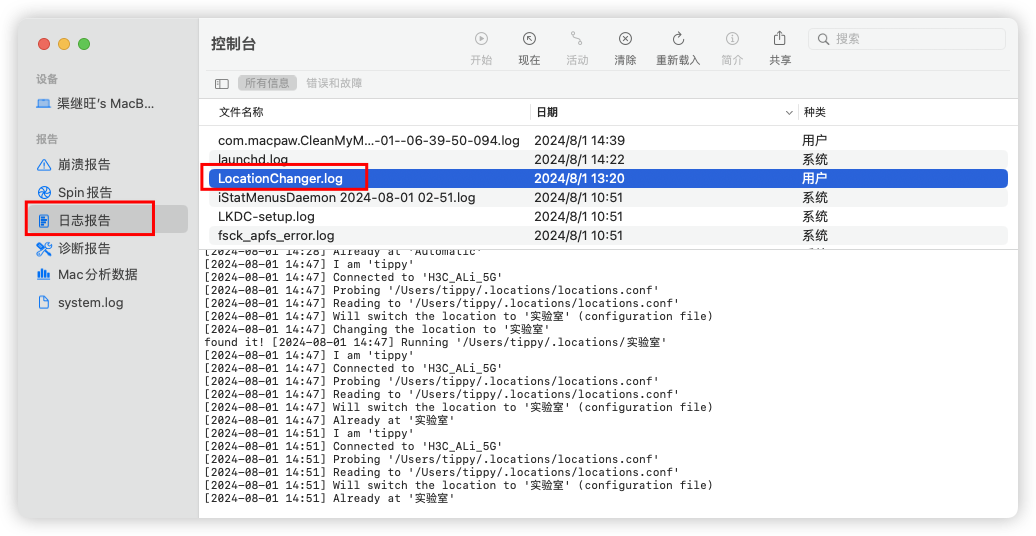 控制台
开始 现在 活动 清除 重新载入 简介 共享
搜索
所有信息 错误和故障
设备
渠继旺's MacB...
报告
崩溃报告
Spin 报告
日志报告
诊断报告
Mac分析数据
system.log
文件名称 日期 种类
com.macpaw.CleanMyM...-01--06-39-50-094.log 2024/8/1 14:39 用户
launchd.log 2024/8/1 14:22 系统
LocationChanger.log 2024/8/1 13:20 用户
iStatMenusDaemon 2024-08-01 02-51.log 2024/8/1 10:51 系统
LKDC-setup.log 2024/8/1 10:51 系统
fsck_apfs_error.log 2024/8/1 10:51 系统
[2024-08-01 14:28] Already at 'Automatic'
[2024-08-01 14:47] I am 'tippy'
[2024-08-01 14:47] Connected to 'H3C_ALi_5G'
[2024-08-01 14:47] Probing '/Users/tippy/.locations/locations.conf'
[2024-08-01 14:47] Reading to '/Users/tippy/.locations/locations.conf'
[2024-08-01 14:47] Will switch the location to '实验室' (configuration file)
[2024-08-01 14:47] Changing the location to '实验室'
found it! [2024-08-01 14:47] Running '/Users/tippy/.locations/实验室'
[2024-08-01 14:47] I am 'tippy'
[2024-08-01 14:47] Connected to 'H3C_ALi_5G'
[2024-08-01 14:47] Probing '/Users/tippy/.locations/locations.conf'
[2024-08-01 14:47] Reading to '/Users/tippy/.locations/locations.conf'
[2024-08-01 14:47] Will switch the location to '实验室' (configuration file)
[2024-08-01 14:47] Already at '实验室'
[2024-08-01 14:51] I am 'tippy'
[2024-08-01 14:51] Connected to 'H3C_ALi_5G'
[2024-08-01 14:51] Probing '/Users/tippy/.locations/locations.conf'
[2024-08-01 14:51] Reading to '/Users/tippy/.locations/locations.conf'
[2024-08-01 14:51] Will switch the location to '实验室' (configuration file)
[2024-08-01 14:51] Already at '实验室'